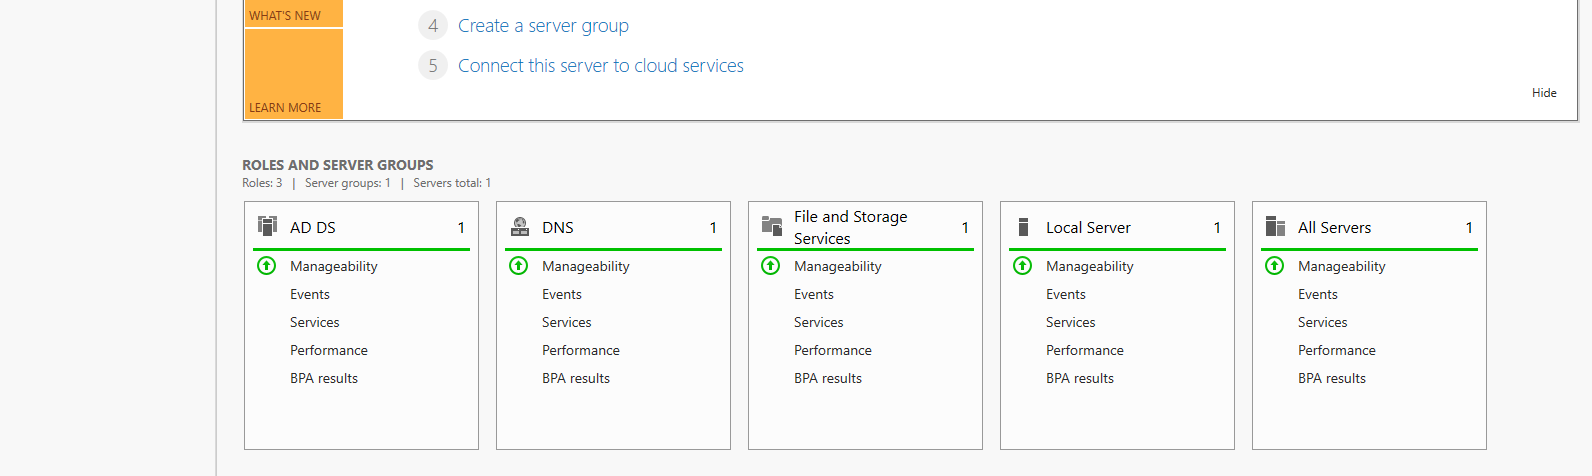 WHAT'S NEW
4 Create a server group
5 Connect this server to cloud services
LEARN MORE
Hide
ROLES AND SERVER GROUPS
Roles: 3 | Server groups: 1 | Servers total: 1
AD DS 1
Manageability
Events
Services
Performance
BPA results
DNS 1
Manageability
Events
Services
Performance
BPA results
File and Storage
Services 1
Manageability
Events
Services
Performance
BPA results
Local Server 1
Manageability
Events
Services
Performance
BPA results
All Servers 1
Manageability
Events
Services
Performance
BPA results